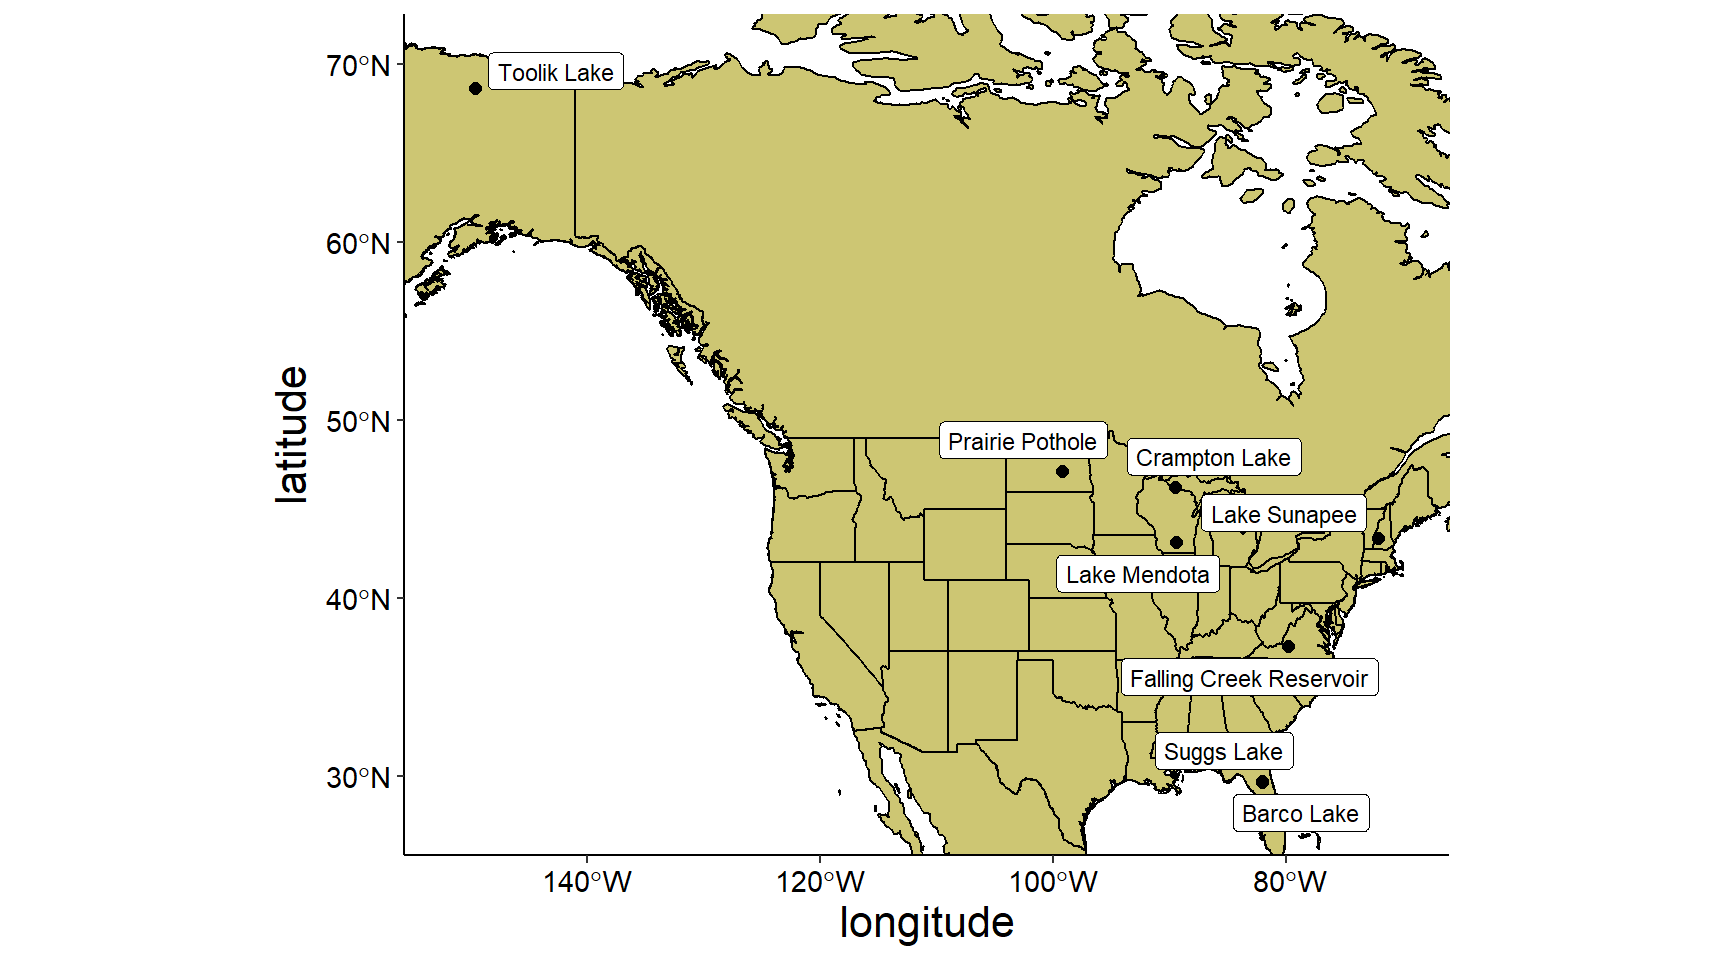 70°N
Toolik Lake
60°N
50°N
Prairie Pothole
Crampton Lake
Lake Sunapee
Lake Mendota
40°N
Falling Creek Reservoir
Suggs Lake
30°N
Barco Lake
140°W
120°W
100°W
80°W
longitude
latitude